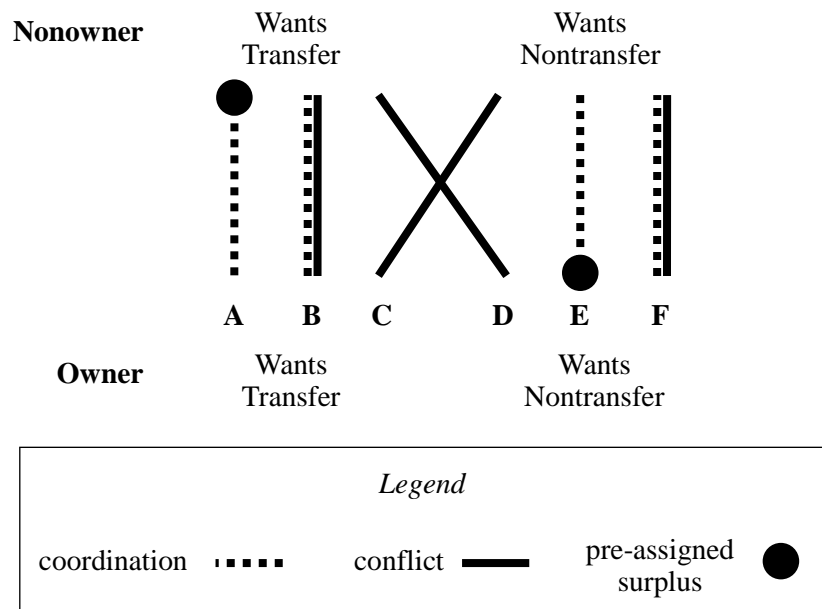 Nonowner
Wants
Transfer
Wants
Nontransfer
A B C D E F
Owner
Wants
Transfer
Wants
Nontransfer
Legend
coordination
conflict
pre-assigned
surplus